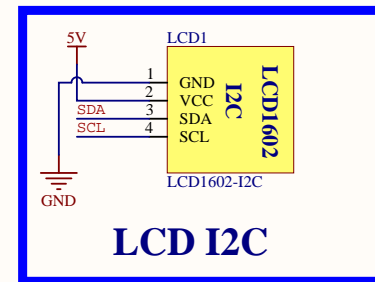 5V
LCD1
1 GND
2 VCC
SDA 3 SDA
SCL 4 SCL
I2C
LCD1602
LCD1602-I2C
GND
LCD I2C